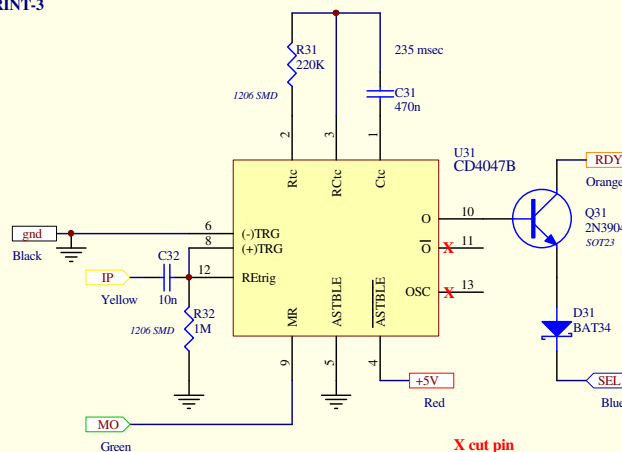 RINT-3
R31
220K
1206 SMD
235 msec
C31
470n
2
3
1
Rtc
RCtc
Ctc
U31
CD4047B
gnd
Black
6
8
12
(-)TRG
(+)TRG
REtrig
O
O
OSC
10
11
13
X
X
RDY
Orange
Q31
2N3904
SOT23
IP
Yellow
C32
10n
1206 SMD
R32
1M
MR
ASTBLE
ASTBLE
9
5
4
D31
BAT34
+5V
Red
SEL
Blue
MO
Green
X cut pin